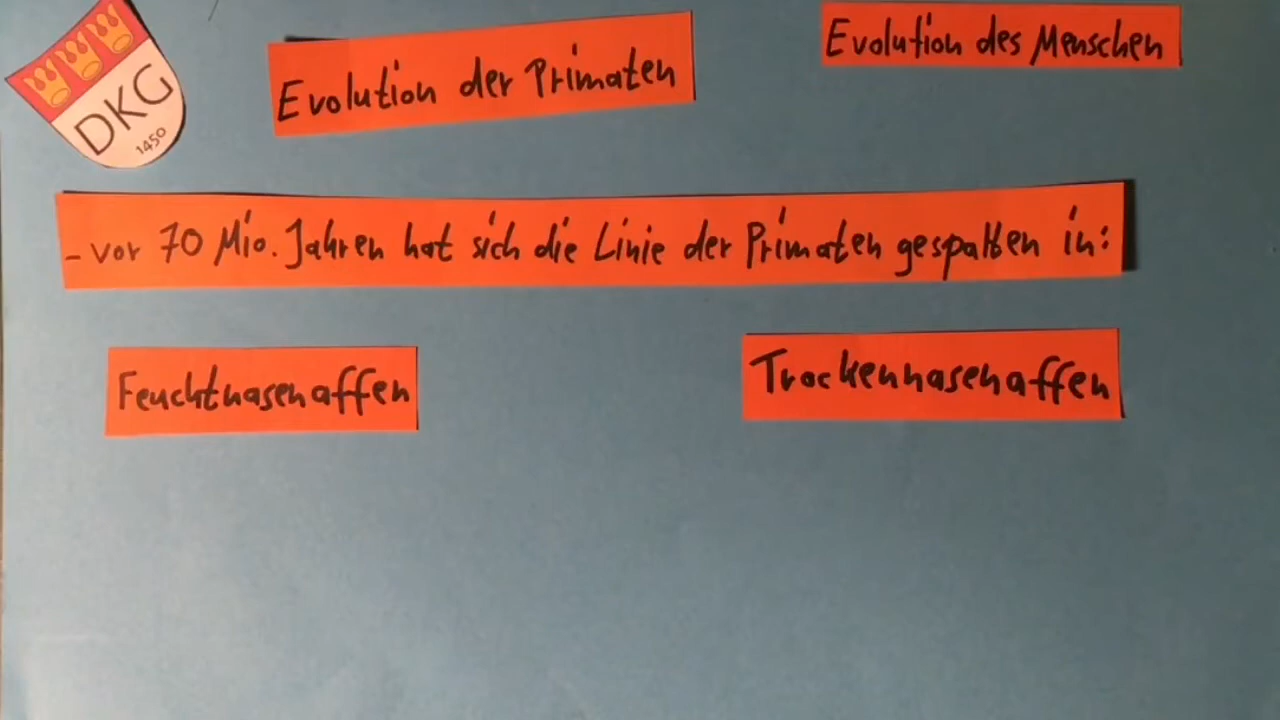 DKG
1450
Evolution der Primaten
Evolution des Menschen
- vor 70 Mio. Jahren hat sich die Linie der Primaten gespalten in:
Feuchtnasenaffen
Trockennasenaffen